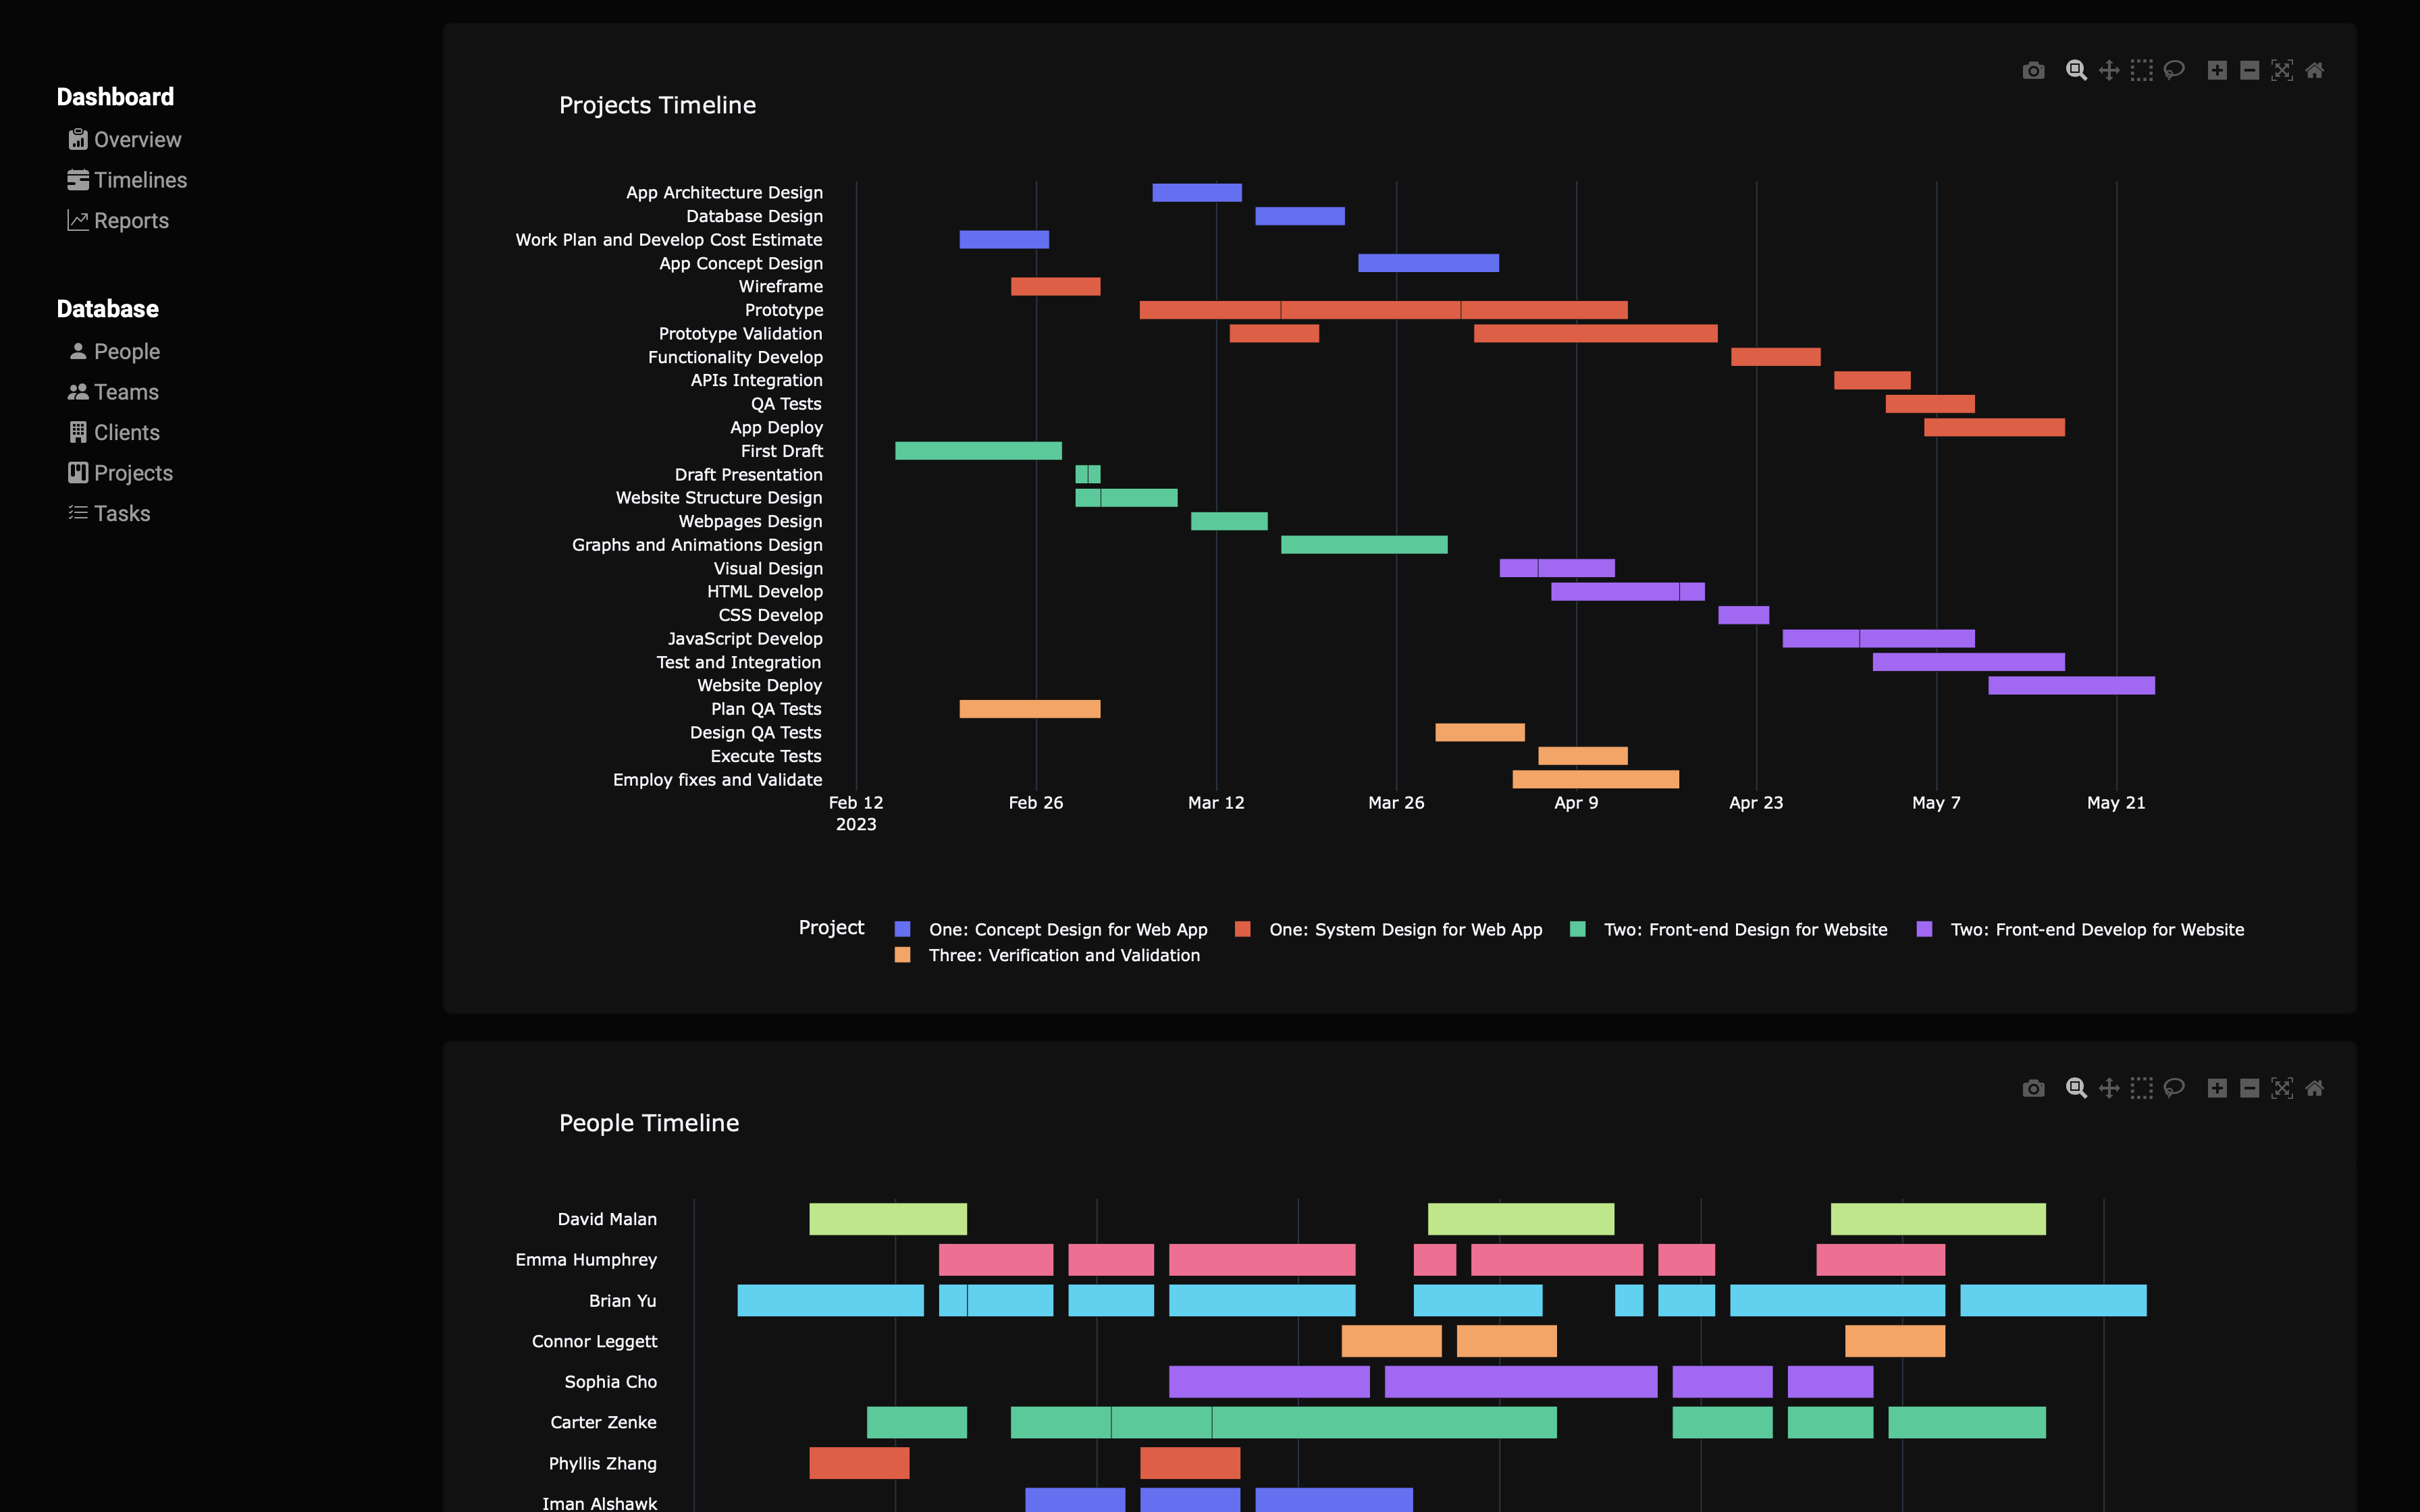 Dashboard
Overview
Timelines
Reports
Database
People
Teams
Clients
Projects
Tasks
Projects Timeline
App Architecture Design
Database Design
Work Plan and Develop Cost Estimate
App Concept Design
Wireframe
Prototype
Prototype Validation
Functionality Develop
APIs Integration
QA Tests
App Deploy
First Draft
Draft Presentation
Website Structure Design
Webpages Design
Graphs and Animations Design
Visual Design
HTML Develop
CSS Develop
JavaScript Develop
Test and Integration
Website Deploy
Plan QA Tests
Design QA Tests
Execute Tests
Employ fixes and Validate
Feb 12 Feb 26 Mar 12 Mar 26 Apr 9 Apr 23 May 7 May 21
2023
Project One: Concept Design for Web App One: System Design for Web App Two: Front-end Design for Website Two: Front-end Develop for Website
Three: Verification and Validation
People Timeline
David Malan
Emma Humphrey
Brian Yu
Connor Leggett
Sophia Cho
Carter Zenke
Phyllis Zhang
Iman Alshawk